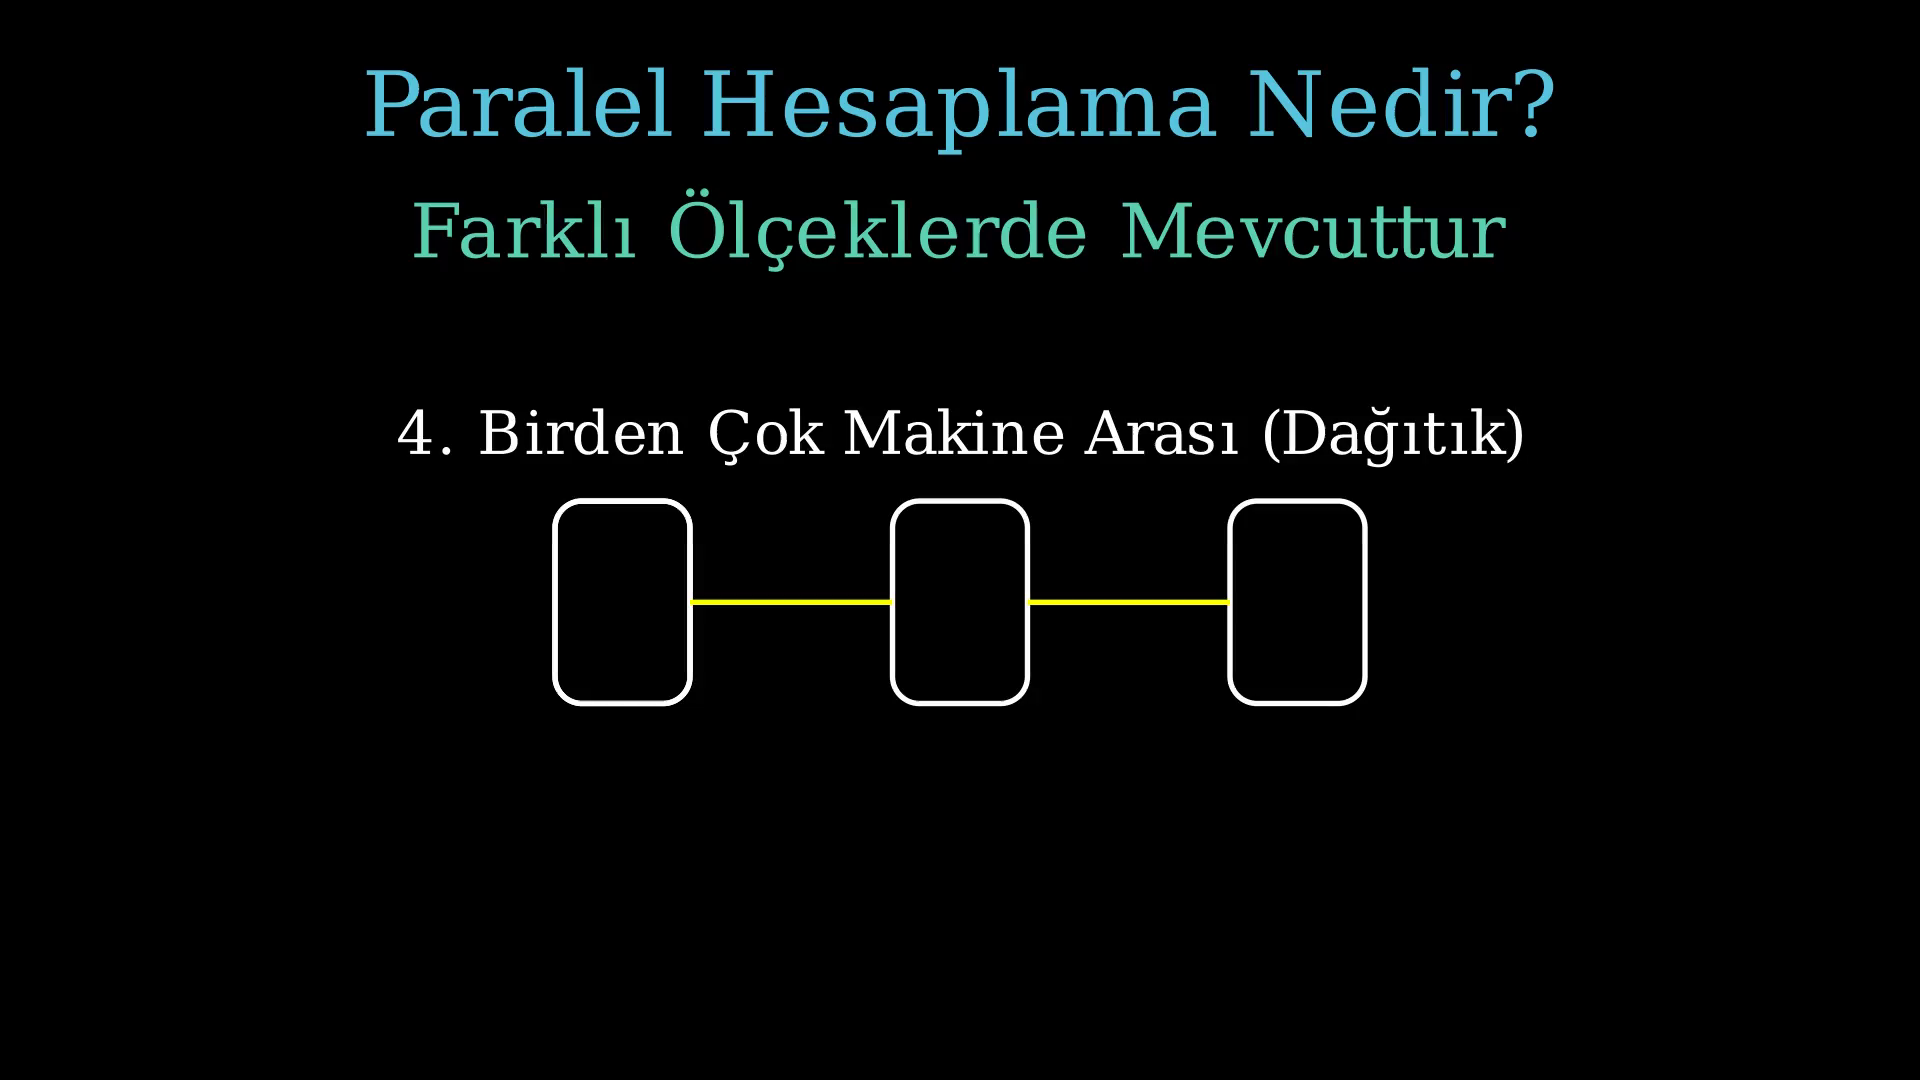 Paralel Hesaplama Nedir?
Farklı Ölçeklerde Mevcuttur
4. Birden Çok Makine Arası (Dağıtık)